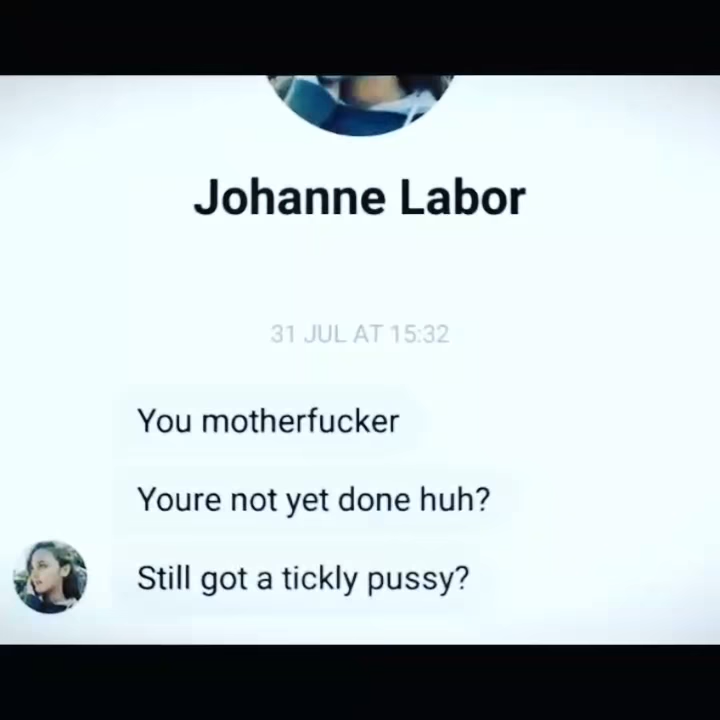 Johanne Labor
31 JUL AT 15:32
You motherfucker
Youre not yet done huh?
Still got a tickly pussy?